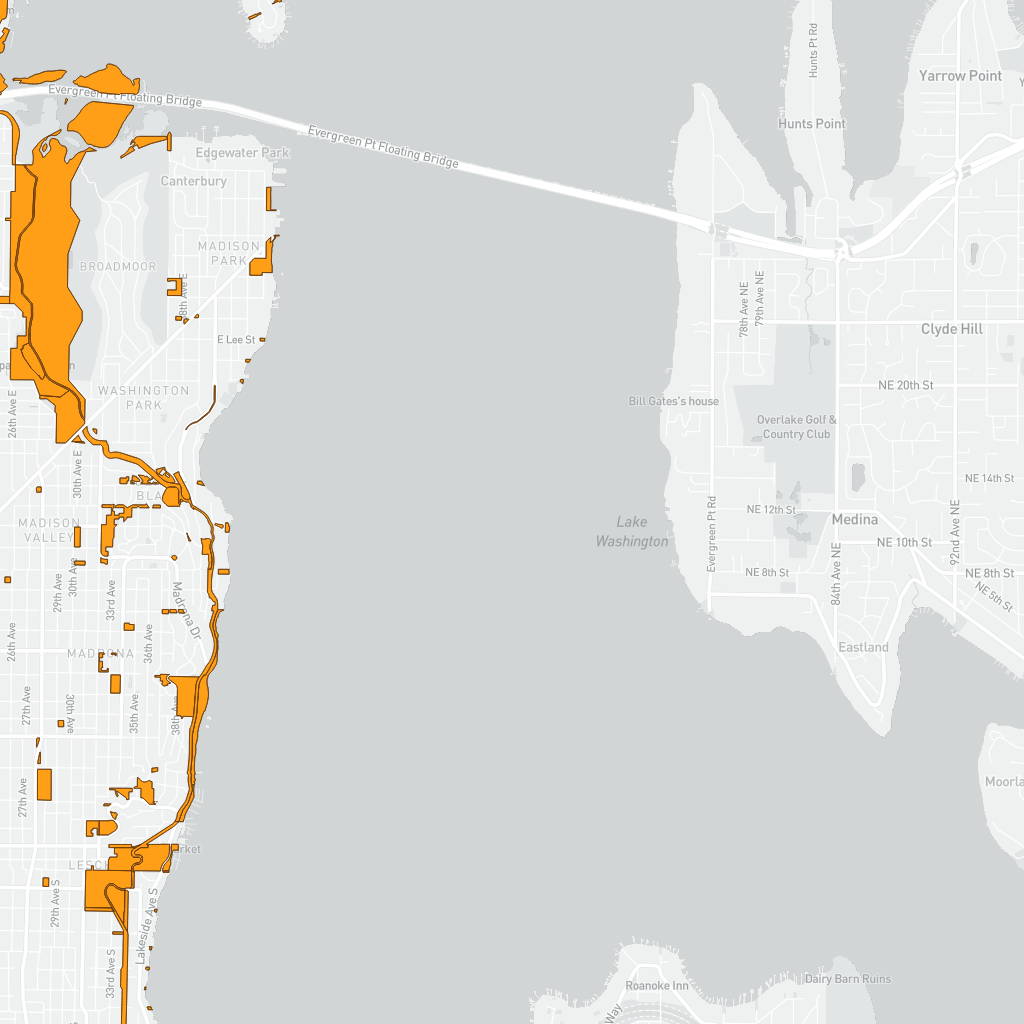 Hunts Pt Rd
Yarrow Point
Evergreen Pt Floating Bridge
Hunts Point
Evergreen Pt Floating Bridge
Edgewater Park
Canterbury
MADISON
PARK
BROADMOOR
78th Ave NE
79th Ave NE
E Lee St
Clyde Hill
WASHINGTON
PARK
NE 20th St
26th Ave E
Bill Gates's house
Overlake Golf &
Country Club
30th Ave E
NE 14th St
NE 12th St
MADISON
VALLEY
Lake
Washington
Medina
Evergreen Pt Rd
92nd Ave NE
NE 10th St
84th Ave NE
NE 8th St
NE 8th St
NE 5th St
29th Ave
30th Ave
33rd Ave
Madrona Dr
26th Ave
36th Ave
MADRONA
Eastland
27th Ave
30th Ave
35th Ave
38th Ave
27th Ave
29th Ave S
Lakeside Ave S
33rd Ave S
Roanoke Inn
Dairy Barn Ruins
Way